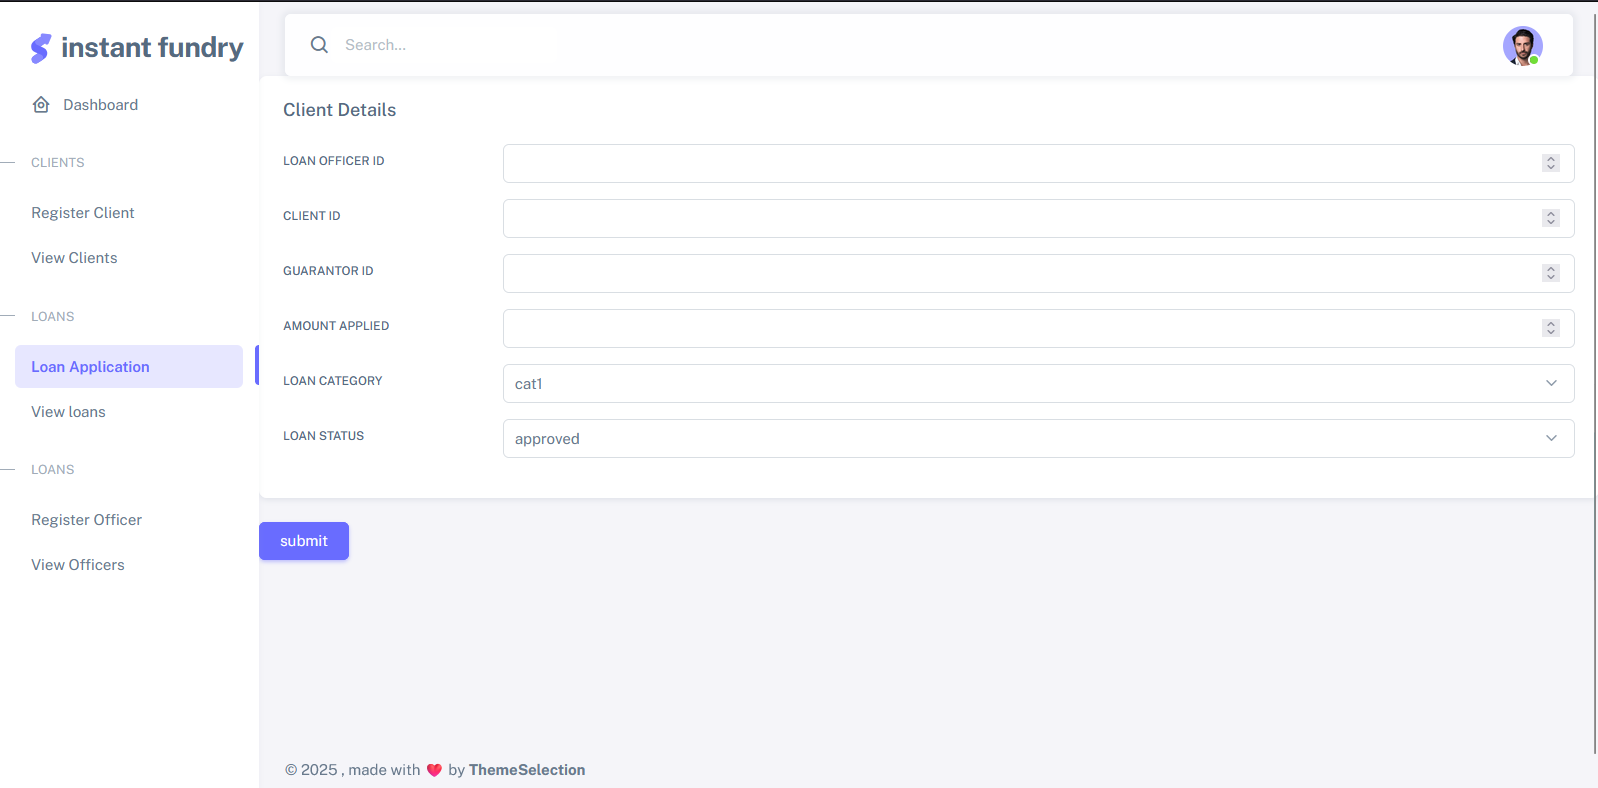 instant fundry
Search...
Dashboard
Client Details
CLIENTS
LOAN OFFICER ID
Register Client
CLIENT ID
View Clients
GUARANTOR ID
LOANS
AMOUNT APPLIED
Loan Application
LOAN CATEGORY
cat1
View loans
LOAN STATUS
approved
LOANS
Register Officer
submit
View Officers
© 2025 , made with ❤️ by ThemeSelection